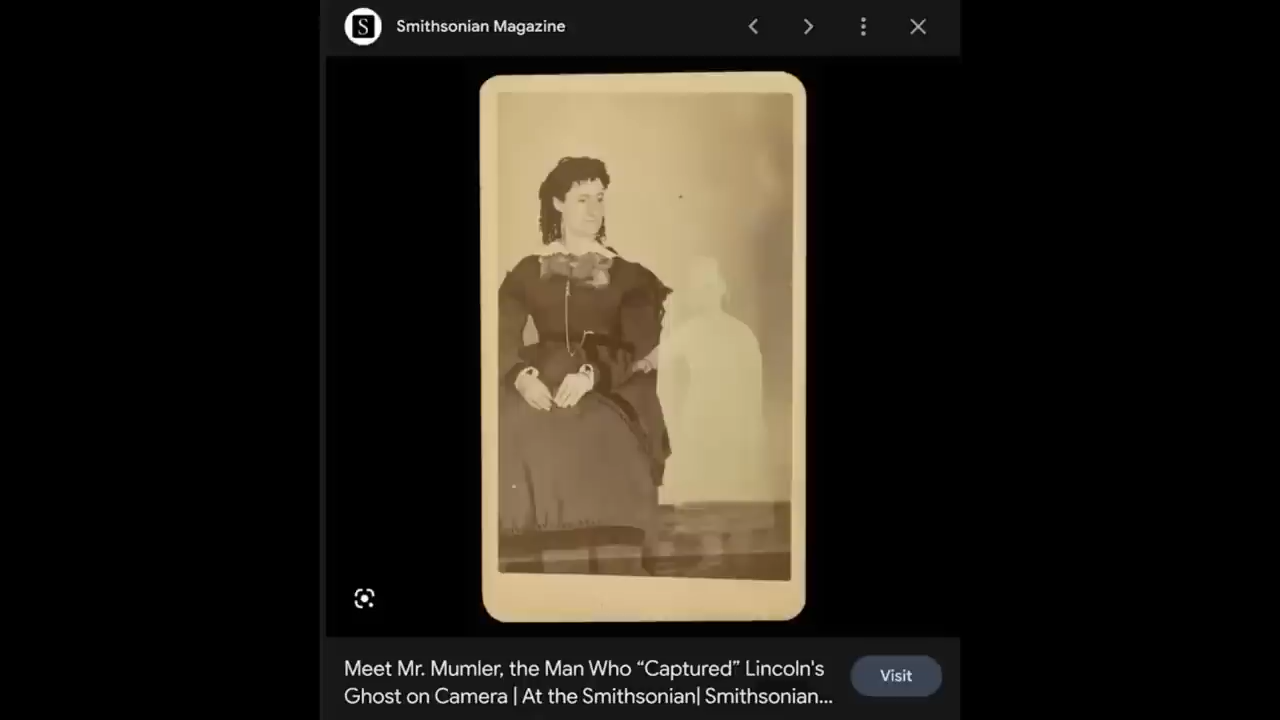 S
Smithsonian Magazine
Meet Mr. Mumler, the Man Who “Captured” Lincoln's
Ghost on Camera | At the Smithsonian| Smithsonian...
Visit